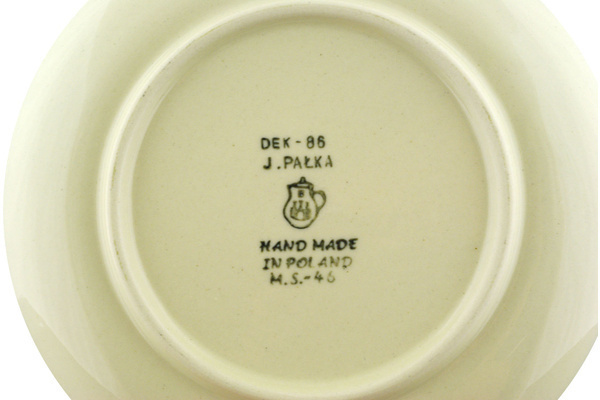 DEK-86
J. PAŁKA
B
HAND MADE
IN POLAND
M.S.-46